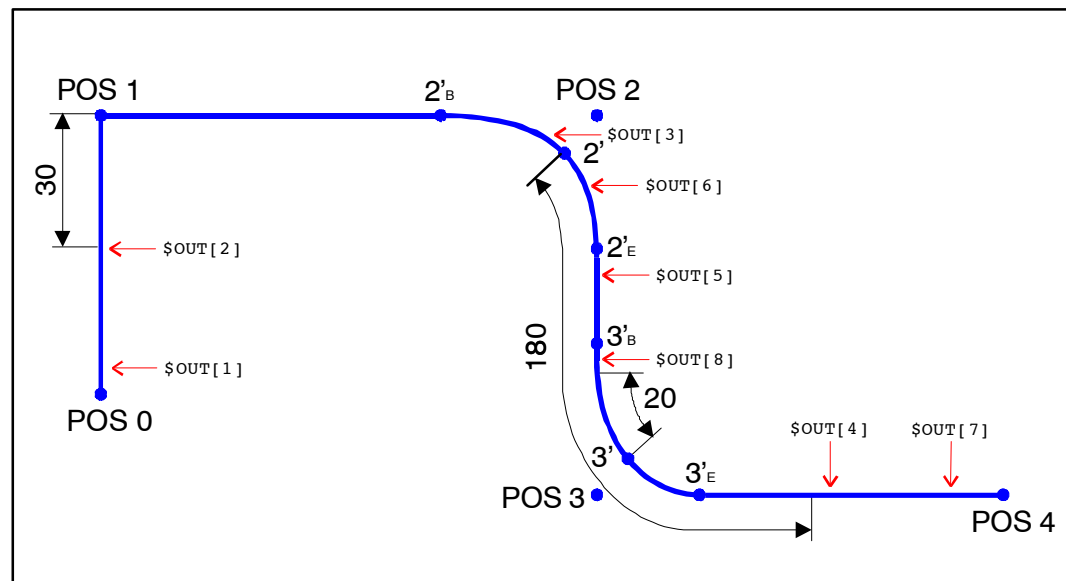 POS 1
2'B
POS 2
$OUT[3]
2'
30
$OUT[6]
$OUT[2]
2'E
$OUT[5]
180
3'B
$OUT[8]
$OUT[1]
20
POS 0
$OUT[4]
$OUT[7]
3'
3'E
POS 3
POS 4